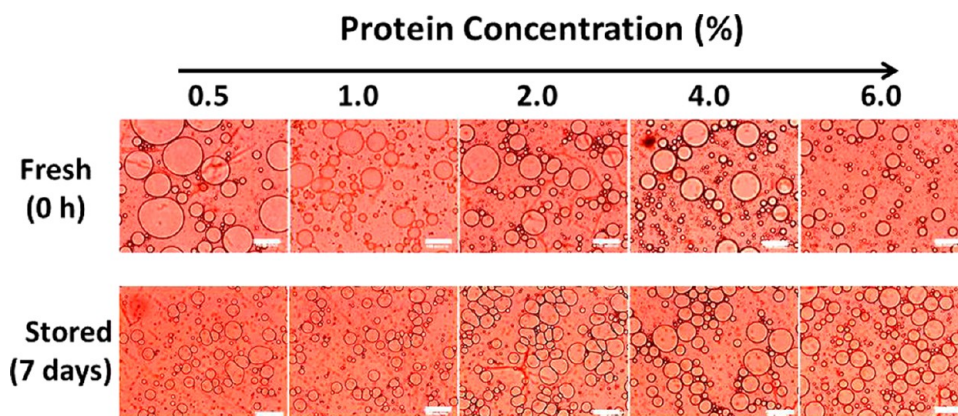 Protein Concentration (%)
0.5 1.0 2.0 4.0 6.0
Fresh
(0 h)
Stored
(7 days)